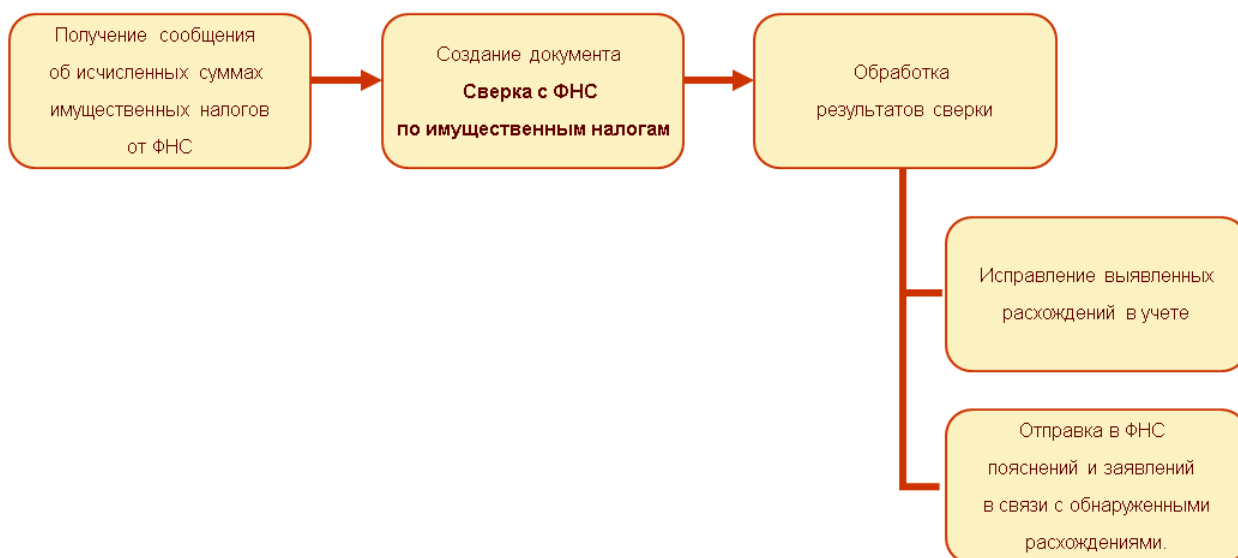 Получение сообщения
об исчисленных суммах
имущественных налогов
от ФНС
Создание документа
Сверка с ФНС
по имущественным налогам
Обработка
результатов сверки
Исправление выявленных
расхождений в учете
Отправка в ФНС
пояснений и заявлений
в связи с обнаруженными
расхождениями.